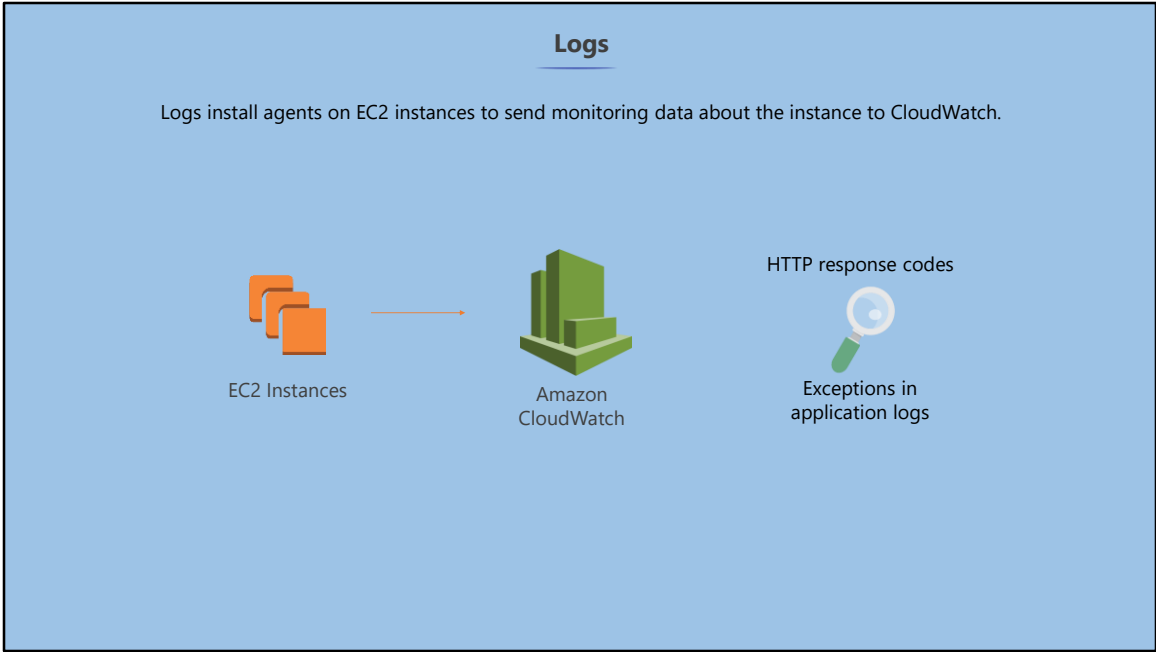 Logs
Logs install agents on EC2 instances to send monitoring data about the instance to CloudWatch.
HTTP response codes
EC2 Instances
Amazon
CloudWatch
Exceptions in
application logs